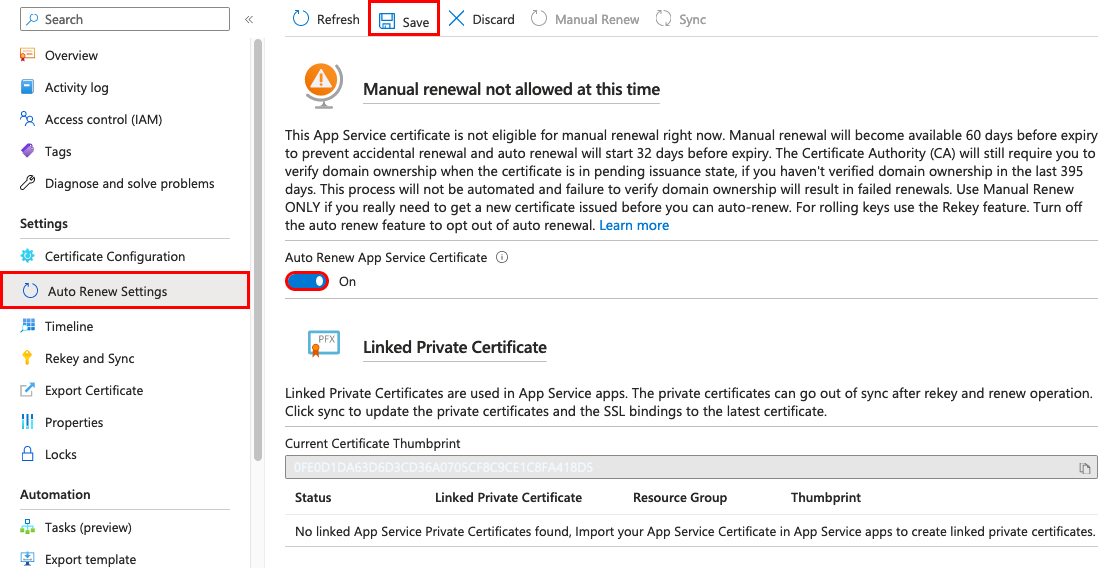 Search
«
Overview
Activity log
Access control (IAM)
Tags
Diagnose and solve problems
Settings
Certificate Configuration
Auto Renew Settings
Timeline
Rekey and Sync
Export Certificate
Properties
Locks
Automation
Tasks (preview)
Export template
Refresh Save Discard Manual Renew Sync
Manual renewal not allowed at this time
This App Service certificate is not eligible for manual renewal right now. Manual renewal will become available 60 days before expiry
to prevent accidental renewal and auto renewal will start 32 days before expiry. The Certificate Authority (CA) will still require you to
verify domain ownership when the certificate is in pending issuance state, if you haven't verified domain ownership in the last 395
days. This process will not be automated and failure to verify domain ownership will result in failed renewals. Use Manual Renew
ONLY if you really need to get a new certificate issued before you can auto-renew. For rolling keys use the Rekey feature. Turn off
the auto renew feature to opt out of auto renewal. Learn more
Auto Renew App Service Certificate
On
PFX
Linked Private Certificate
Linked Private Certificates are used in App Service apps. The private certificates can go out of sync after rekey and renew operation.
Click sync to update the private certificates and the SSL bindings to the latest certificate.
Current Certificate Thumbprint
0FE0D1DA63D6D3CD36A0705CF8C9CE1C8FA418D5
Status Linked Private Certificate Resource Group Thumbprint
No linked App Service Private Certificates found, Import your App Service Certificate in App Service apps to create linked private certificates.